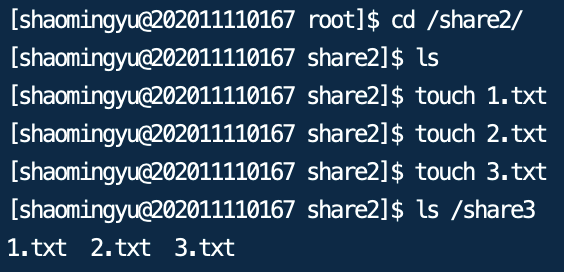 [shaomingyu@202011110167 root]$ cd /share2/
[shaomingyu@202011110167 share2]$ ls
[shaomingyu@202011110167 share2]$ touch 1.txt
[shaomingyu@202011110167 share2]$ touch 2.txt
[shaomingyu@202011110167 share2]$ touch 3.txt
[shaomingyu@202011110167 share2]$ ls /share3
1.txt  2.txt  3.txt